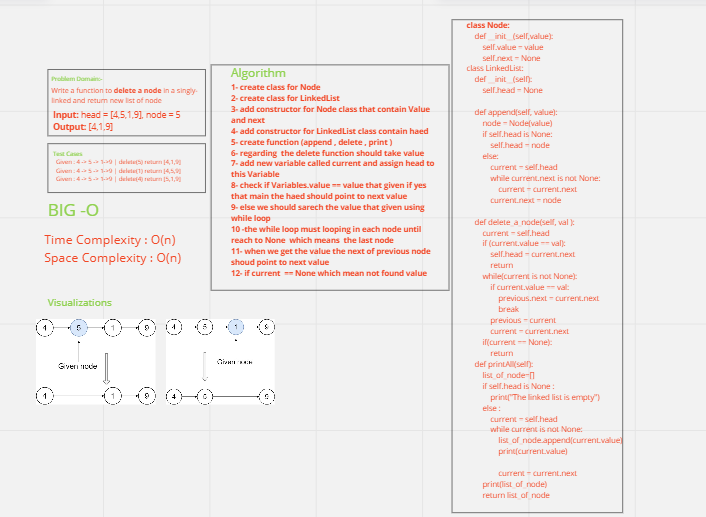 Problem Domain:-
Write a function to delete a node in a singly-
linked and return new list of node
Input: head = [4,5,1,9], node = 5
Output: [4,1,9]
Test Cases
Given : 4 -> 5 -> 1->9 | delete(5) return [4,1,9]
Given : 4 -> 5 -> 1->9 | delete(1) return [4,5,9]
Given : 4 -> 5 -> 1->9 | delete(4) return [5,1,9]
BIG -O
Time Complexity : O(n)
Space Complexity : O(n)
Visualizations
4 5 1 9
Given node
4 1 9
4 5 1 9
Given node
4 5 9
Algorithm
1- create class for Node
2- create class for LinkedList
3- add constructor for Node class that contain Value
and next
4- add constructor for LinkedList class contain haed
5- create function (append , delete , print )
6- regarding the delete function should take value
7- add new variable called current and assign head to
this Variable
8- check if Variables.value == value that given if yes
that main the haed should point to next value
9- else we should sarech the value that given using
while loop
10 -the while loop must looping in each node until
reach to None which means the last node
11- when we get the value the next of previous node
shoud point to next value
12- if current == None which mean not found value
class Node:
def __init__(self,value):
self.value = value
self.next = None
class LinkedList:
def __init__(self):
self.head = None
def append(self, value):
node = Node(value)
if self.head is None:
self.head = node
else:
current = self.head
while current.next is not None:
current = current.next
current.next = node
def delete_a_node(self, val ):
current = self.head
if (current.value == val):
self.head = current.next
return
while(current is not None):
if current.value == val:
previous.next = current.next
break
previous = current
current = current.next
if(current == None):
return
def printAll(self):
list_of_node=[]
if self.head is None :
print("The linked list is empty")
else :
current = self.head
while current is not None:
list_of_node.append(current.value)
print(current.value)
current = current.next
print(list_of_node)
return list_of_node